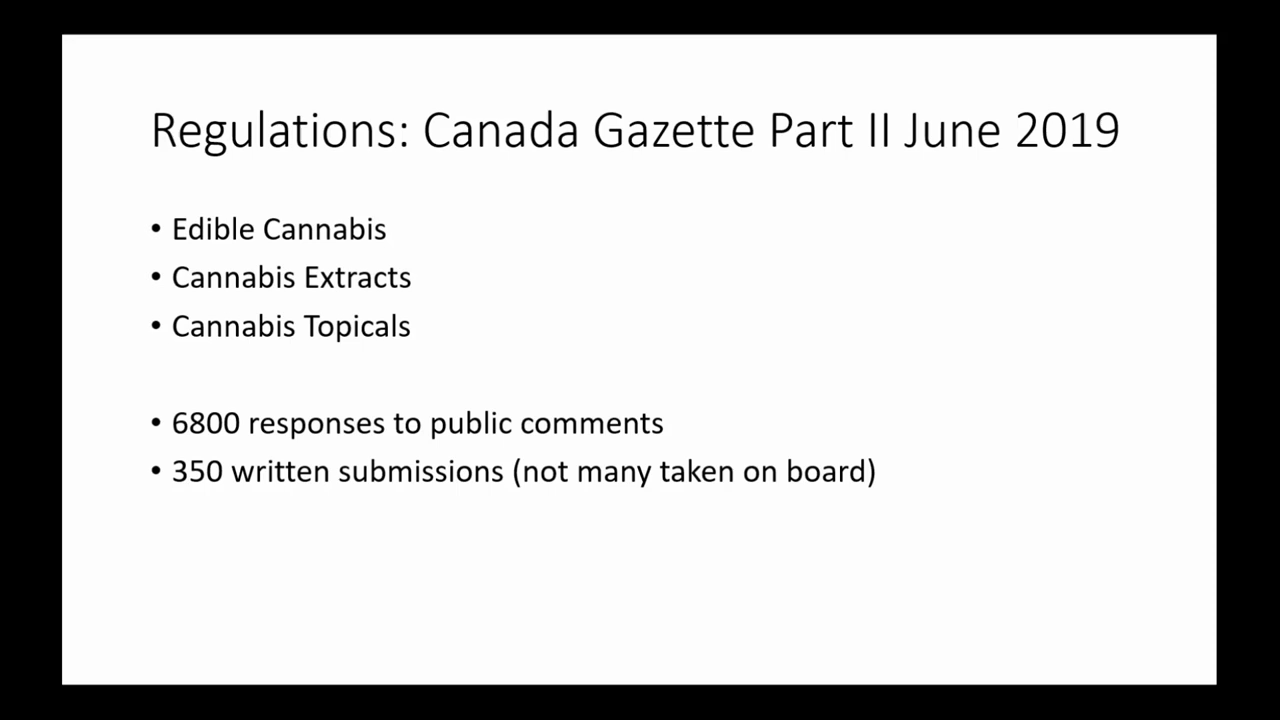 Regulations: Canada Gazette Part II June 2019
• Edible Cannabis
• Cannabis Extracts
• Cannabis Topicals
• 6800 responses to public comments
• 350 written submissions (not many taken on board)